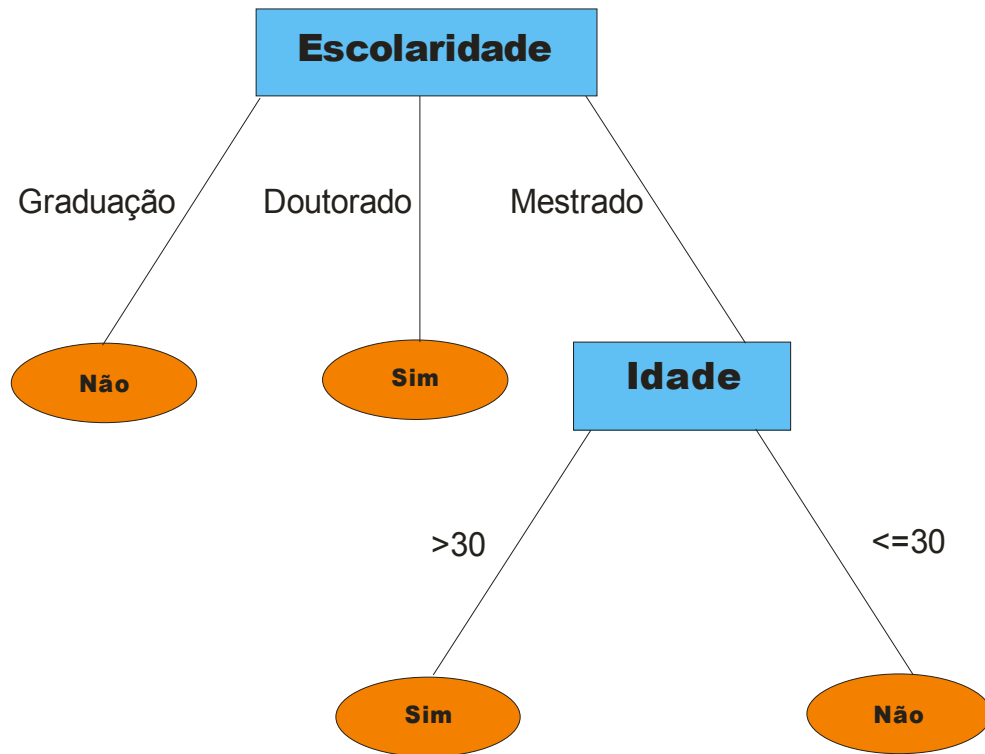 Escolaridade
Graduação
Doutorado
Mestrado
Não
Sim
Idade
>30
<=30
Sim
Não